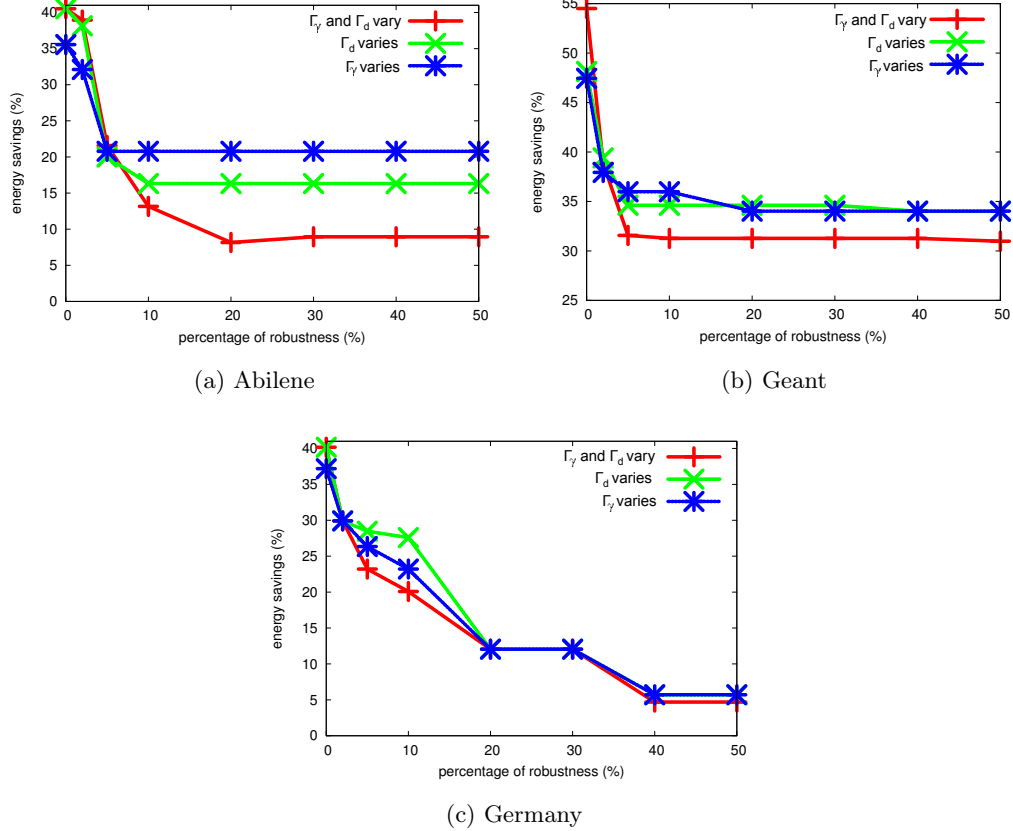 Γγ and Γd vary
Γd varies
Γγ varies
energy savings (%)
40
35
30
25
20
15
10
5
0
0 10 20 30 40 50
percentage of robustness (%)
(a) Abilene
Γγ and Γd vary
Γd varies
Γγ varies
energy savings (%)
55
50
45
40
35
30
25
0 10 20 30 40 50
percentage of robustness (%)
(b) Geant
Γγ and Γd vary
Γd varies
Γγ varies
energy savings (%)
40
35
30
25
20
15
10
5
0
0 10 20 30 40 50
percentage of robustness (%)
(c) Germany